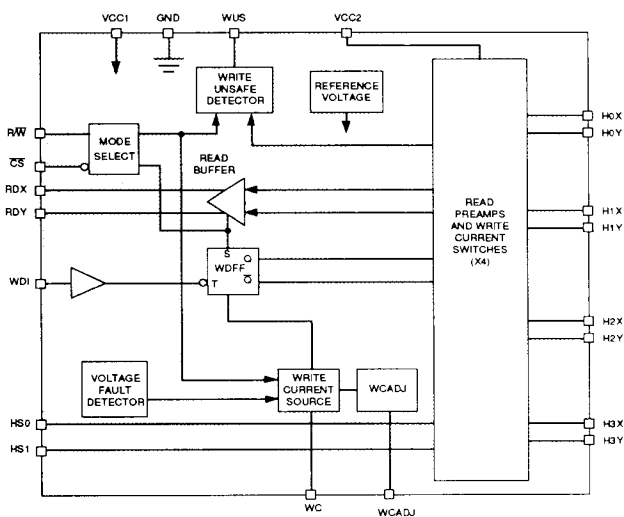 VCC1 GND WUS VCC2
WRITE
UNSAFE
DETECTOR
REFERENCE
VOLTAGE
R/W̅
C̅S̅
MODE
SELECT
READ
BUFFER
RDX
RDY
WDI
S
WDFF
Q
Q̅
T
READ
PREAMPS
AND WRITE
CURRENT
SWITCHES
(X4)
H0X
H0Y
H1X
H1Y
H2X
H2Y
H3X
H3Y
VOLTAGE
FAULT
DETECTOR
WRITE
CURRENT
SOURCE
WCADJ
HS0
HS1
WC
WCADJ